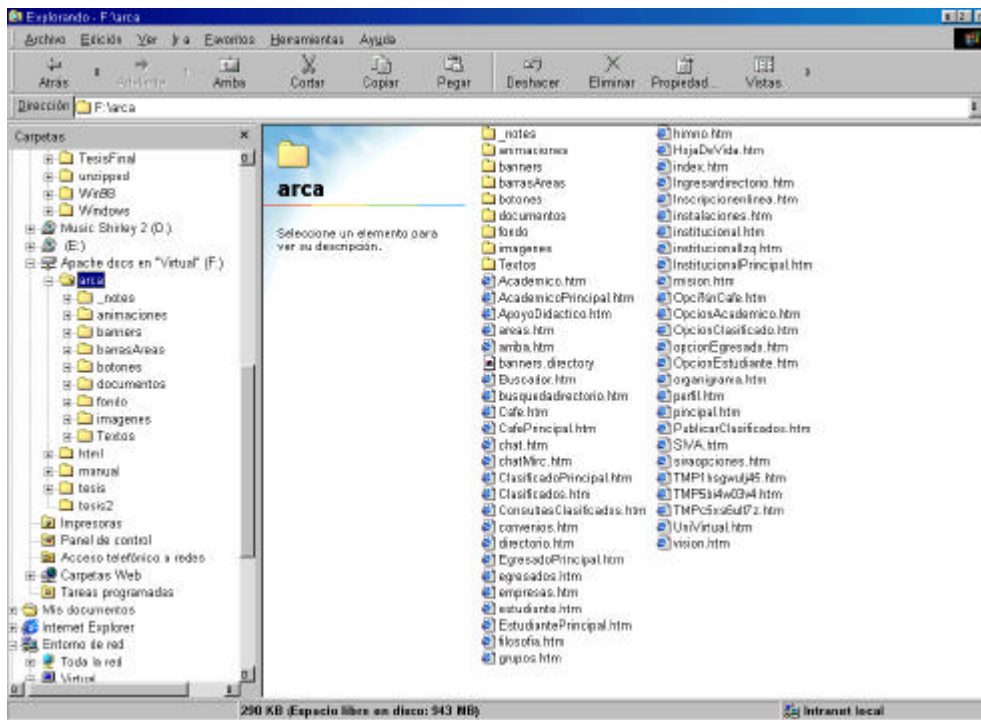 Explorando - F:\arca
Archivo Edición Ver Ir a Favoritos Herramientas Ayuda
Atrás Adelante Arriba Cortar Copiar Pegar Deshacer Eliminar Propiedad... Vistas
Dirección F:\arca
Carpetas
TesisFinal
unzipped
Win98
Windows
Music Shirley 2 (D:)
(E:)
Apache docs en "Virtual" (F:)
arca
_notes
animaciones
banners
barrasAreas
botones
documentos
fondo
imagenes
Textos
html
manual
tesis
tesis2
Impresoras
Panel de control
Acceso telefónico a redes
Carpetas Web
Tareas programadas
Mis documentos
Internet Explorer
Entorno de red
Toda la red
Virtual
arca
Seleccione un elemento para
ver su descripción.
_notes
animaciones
banners
barrasAreas
botones
documentos
fondo
imagenes
Textos
Academico.htm
AcademicoPrincipal.htm
ApoyoDidactico.htm
areas.htm
arriba.htm
banners.directory
Buscador.htm
busquedadirectorio.htm
Cafe.htm
CafePrincipal.htm
chat.htm
chatMirc.htm
ClasificadoPrincipal.htm
Clasificados.htm
ConsultasClasificados.htm
convenios.htm
directorio.htm
EgresadoPrincipal.htm
egresados.htm
empresas.htm
estudiante.htm
EstudiantePrincipal.htm
filosofia.htm
grupos.htm
himno.htm
HojaDeVida.htm
index.htm
Ingresardirectorio.htm
Inscripcionenlinea.htm
instalaciones.htm
institucional.htm
institucionalIzq.htm
InstitucionalPrincipal.htm
mision.htm
OpcionAcademico.htm
OpcionClasificado.htm
opcionEgresado.htm
OpcionEstudiante.htm
organigrama.htm
perfil.htm
pincipal.htm
PublicarClasificados.htm
SIVA.htm
sivaopciones.htm
UniVirtual.htm
vision.htm
290 KB (Espacio libre en disco: 943 MB)
Intranet local